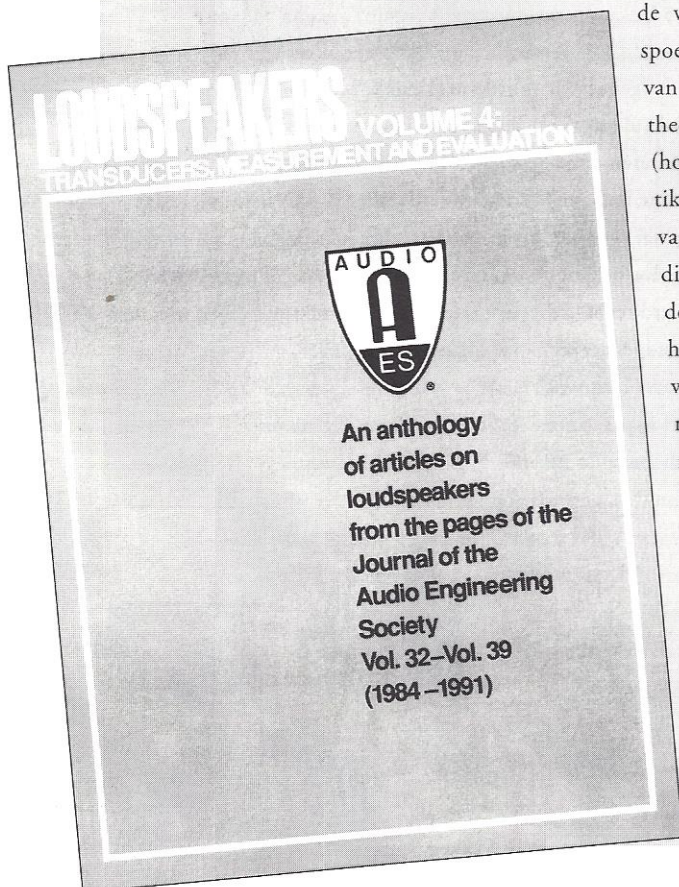 LOUDSPEAKERS VOLUME 4:
TRANSDUCERS, MEASUREMENT AND EVALUATION
AUDIO
A
ES
®
An anthology
of articles on
loudspeakers
from the pages of the
Journal of the
Audio Engineering
Society
Vol. 32–Vol. 39
(1984–1991)
de
spoe
van
the
(ho
tik
va
di
de
h
v